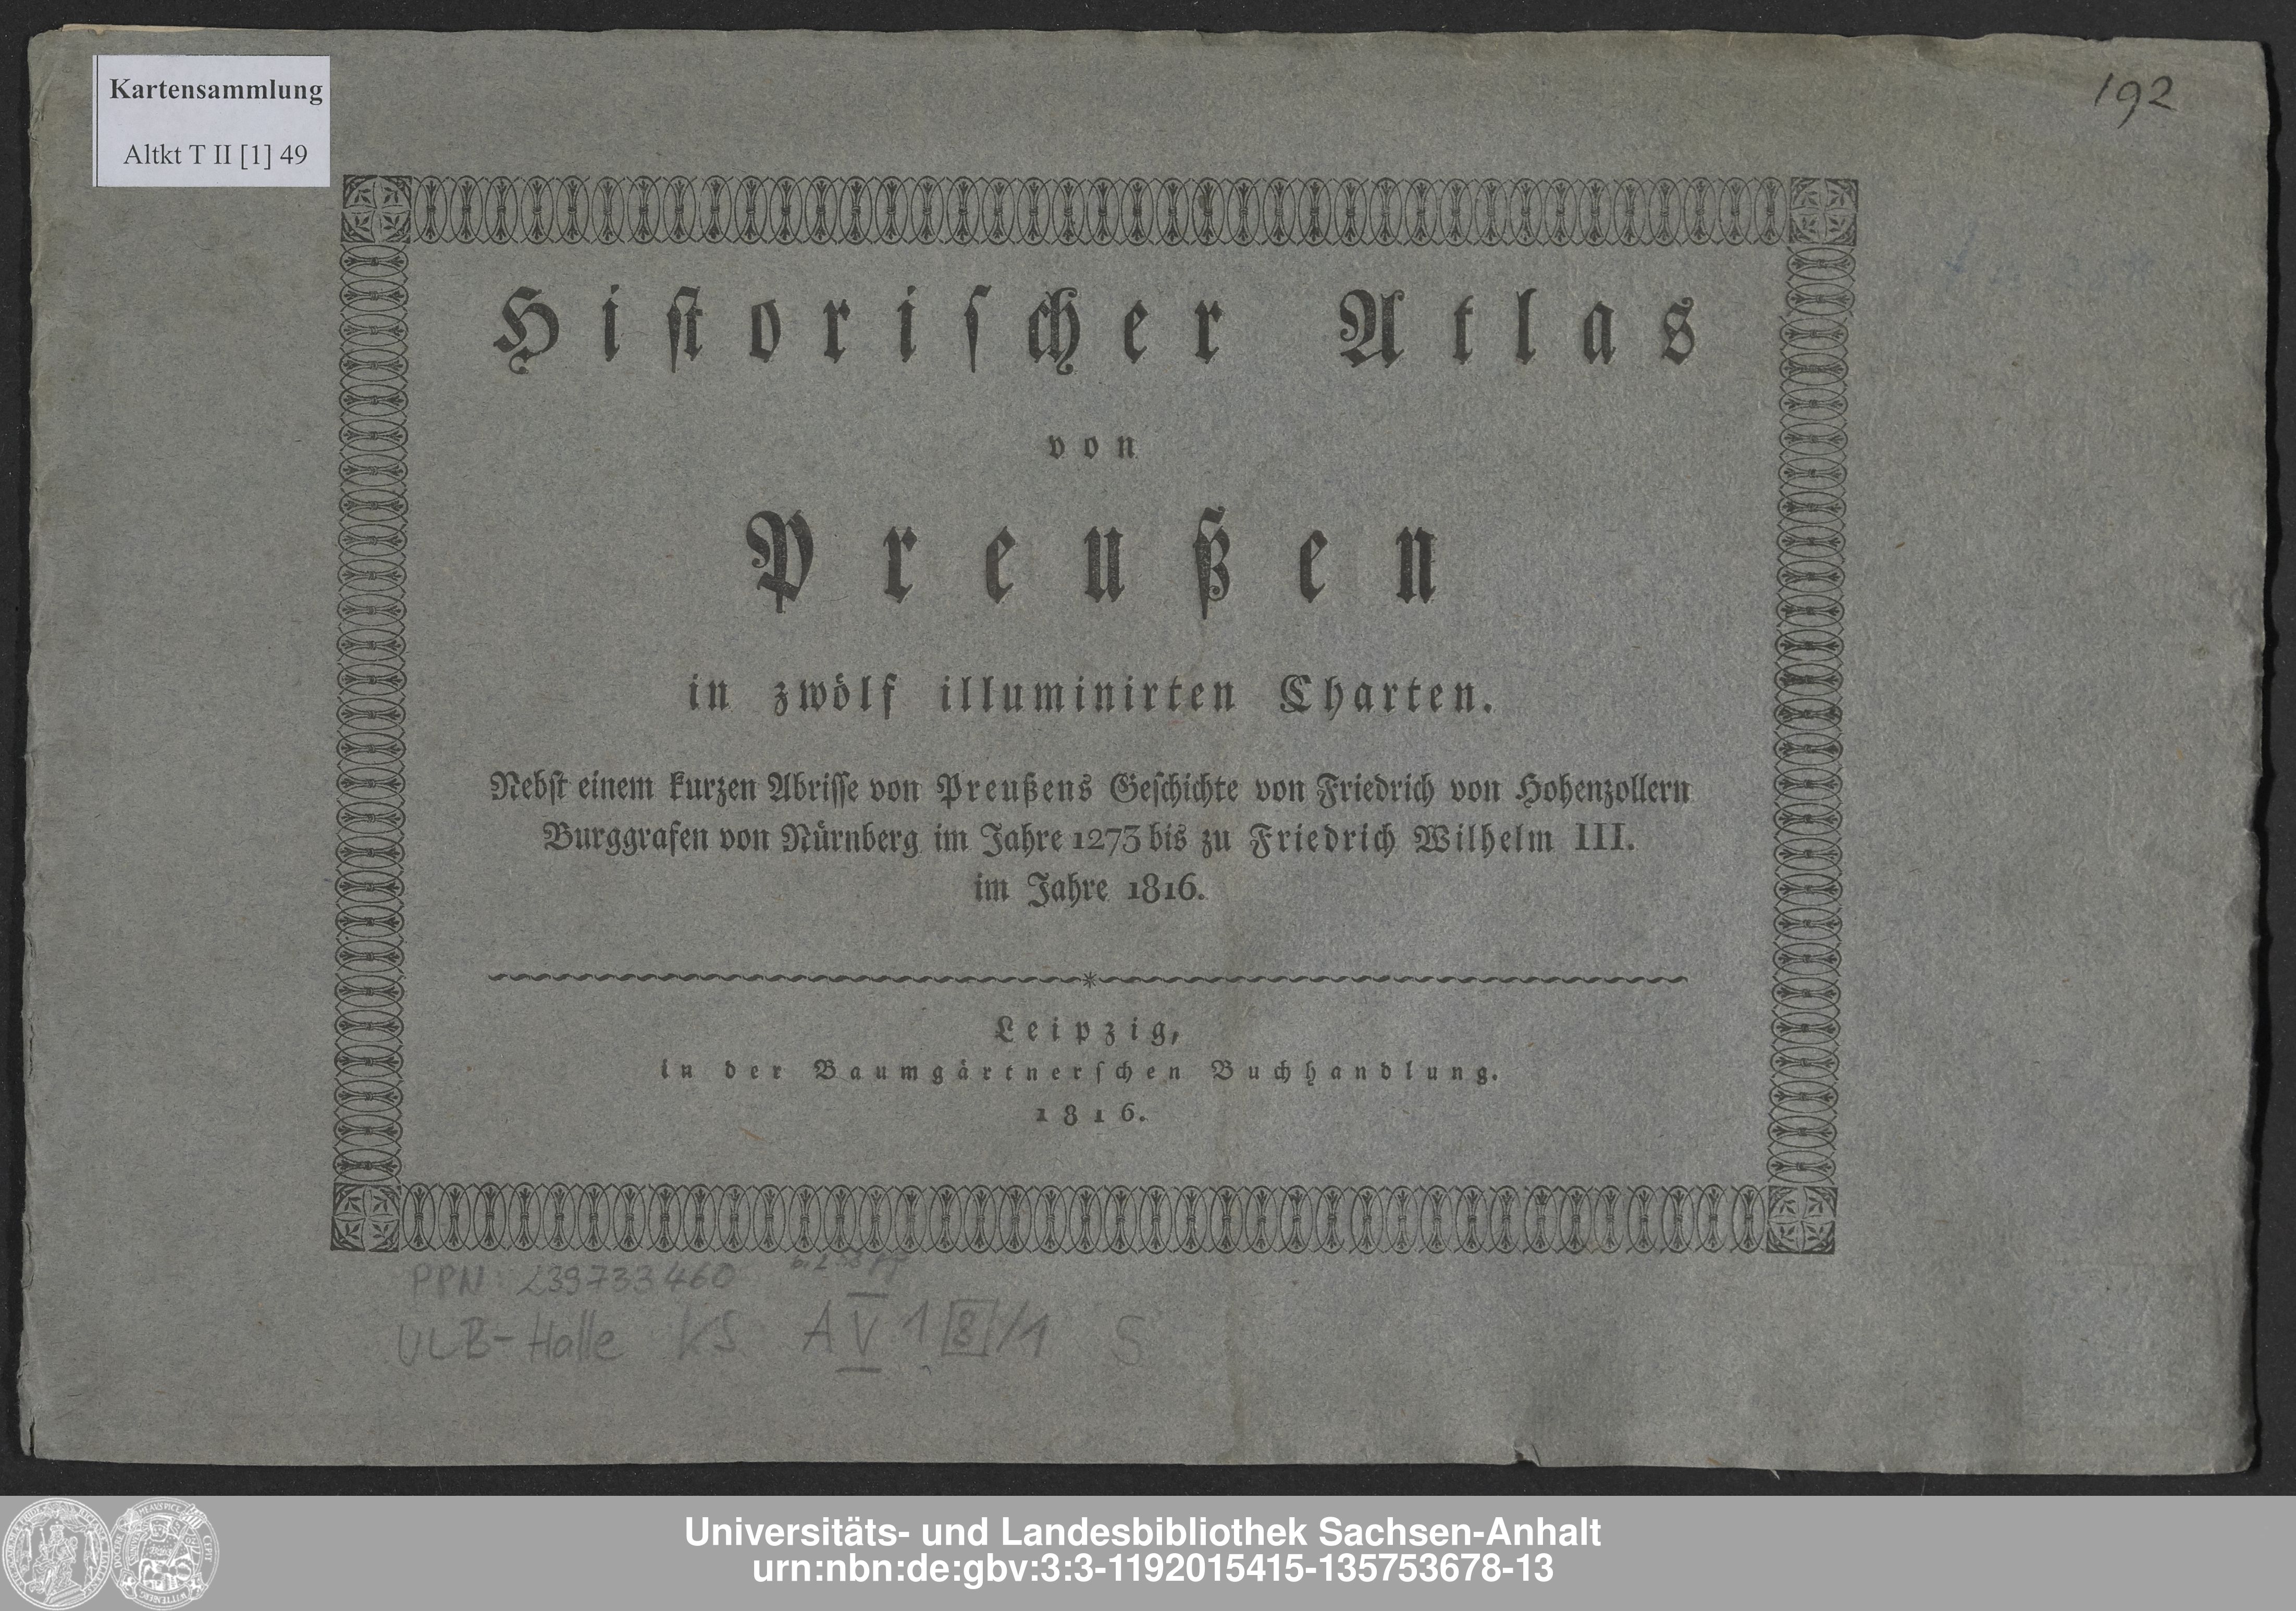 Kartensammlung
Altkt T II [1] 49
192
Hiſtoriſcher Atlas
von
Preußen
in zwölf illuminirten Charten.
Nebſt einem kurzen Abriſſe von Preußens Geſchichte von Friedrich von Hohenzollern
Burggrafen von Nürnberg im Jahre 1273 bis zu Friedrich Wilhelm III.
im Jahre 1816.
Leipzig,
in der Baumgärtnerſchen Buchhandlung.
1816.
PPN: 239733460
ULB-Halle KS A V 1 8/1 S
Universitäts- und Landesbibliothek Sachsen-Anhalt
urn:nbn:de:gbv:3:3-1192015415-135753678-13